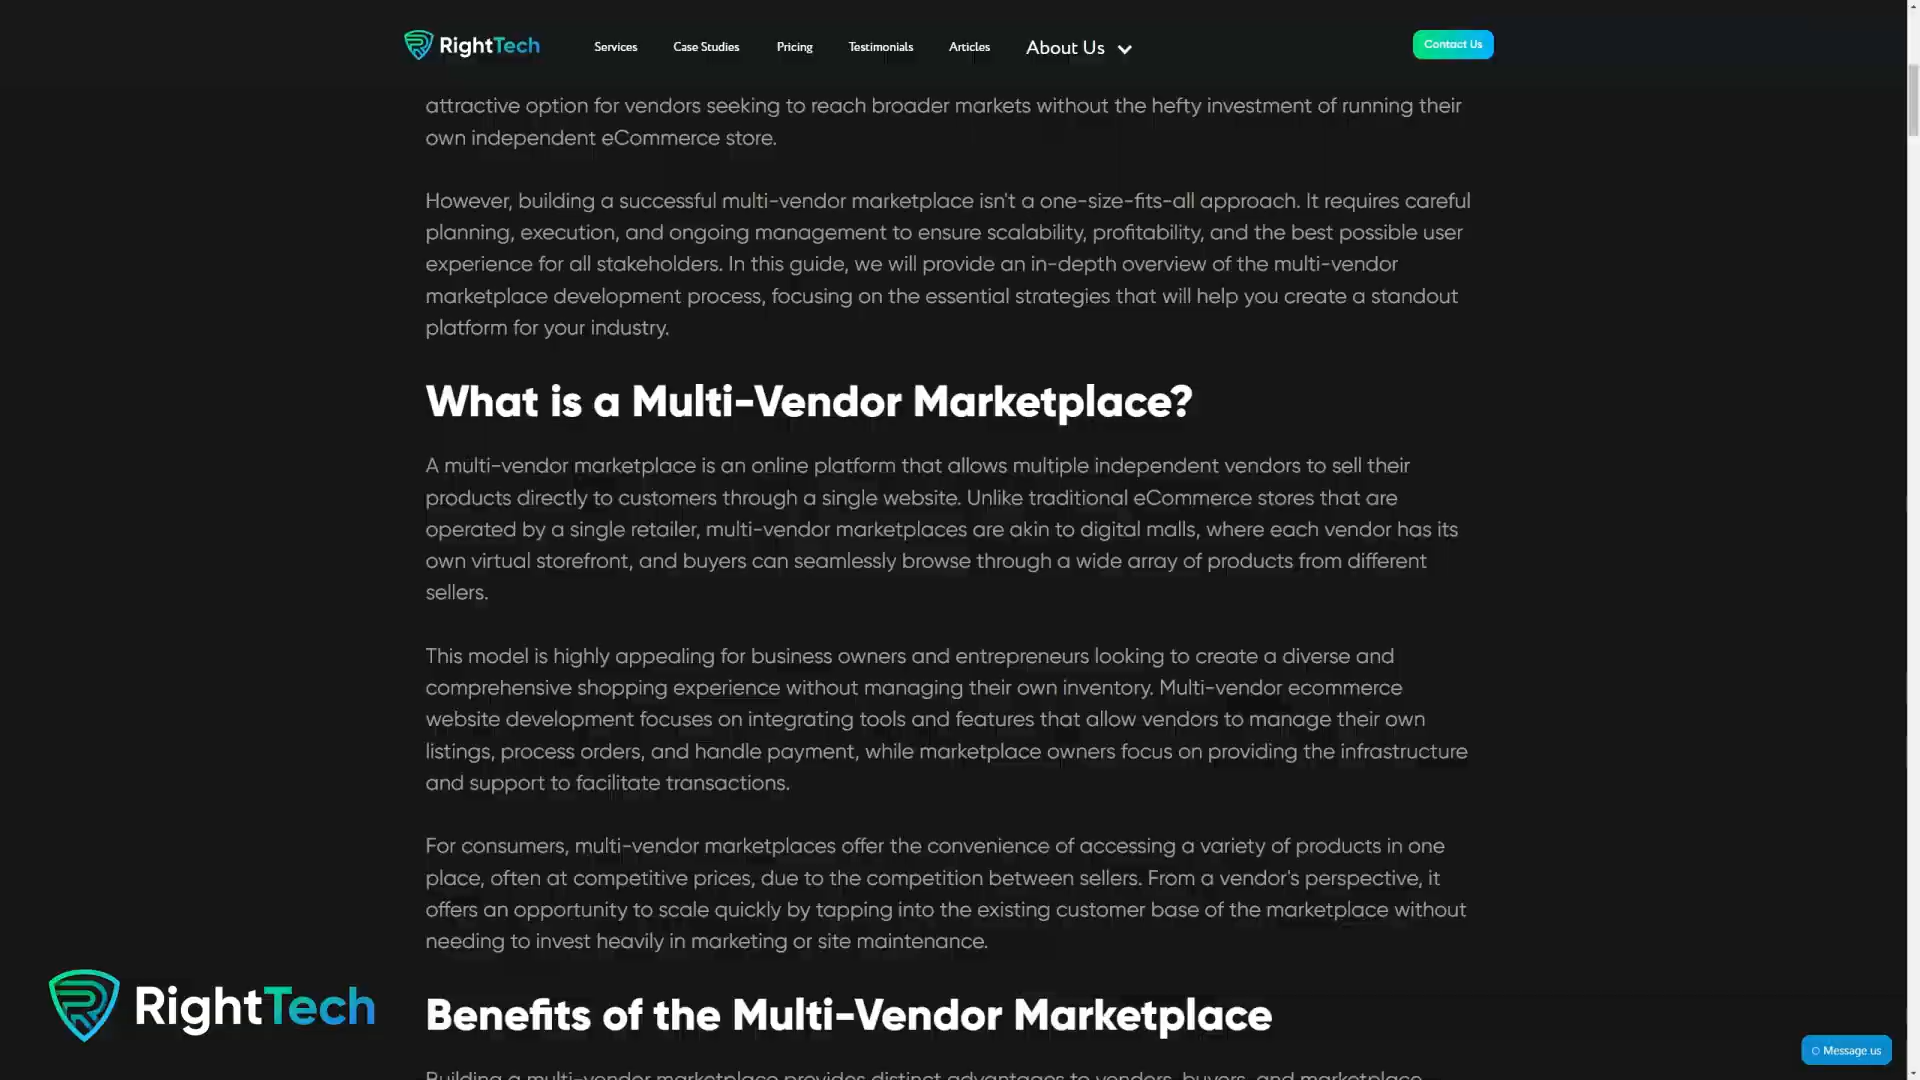 RightTech
Services
Case Studies
Pricing
Testimonials
Articles
About Us
Contact Us
attractive option for vendors seeking to reach broader markets without the hefty investment of running their
own independent eCommerce store.
However, building a successful multi-vendor marketplace isn't a one-size-fits-all approach. It requires careful
planning, execution, and ongoing management to ensure scalability, profitability, and the best possible user
experience for all stakeholders. In this guide, we will provide an in-depth overview of the multi-vendor
marketplace development process, focusing on the essential strategies that will help you create a standout
platform for your industry.
What is a Multi-Vendor Marketplace?
A multi-vendor marketplace is an online platform that allows multiple independent vendors to sell their
products directly to customers through a single website. Unlike traditional eCommerce stores that are
operated by a single retailer, multi-vendor marketplaces are akin to digital malls, where each vendor has its
own virtual storefront, and buyers can seamlessly browse through a wide array of products from different
sellers.
This model is highly appealing for business owners and entrepreneurs looking to create a diverse and
comprehensive shopping experience without managing their own inventory. Multi-vendor ecommerce
website development focuses on integrating tools and features that allow vendors to manage their own
listings, process orders, and handle payment, while marketplace owners focus on providing the infrastructure
and support to facilitate transactions.
For consumers, multi-vendor marketplaces offer the convenience of accessing a variety of products in one
place, often at competitive prices, due to the competition between sellers. From a vendor's perspective, it
offers an opportunity to scale quickly by tapping into the existing customer base of the marketplace without
needing to invest heavily in marketing or site maintenance.
RightTech
Benefits of the Multi-Vendor Marketplace
Message us
Building a multi-vendor marketplace provides distinct advantages to vendors, buyers, and marketplace